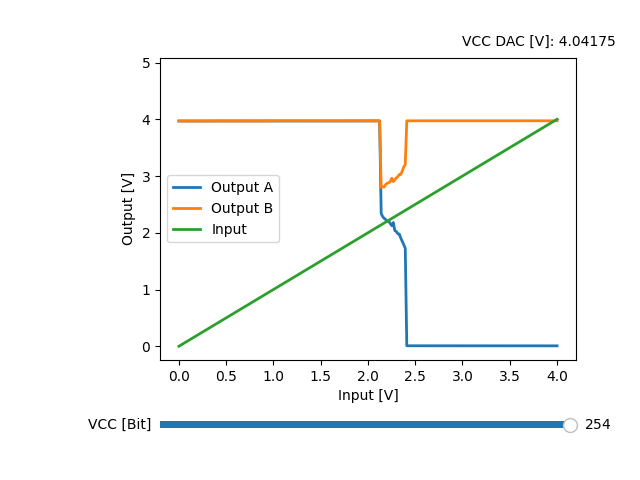 VCC DAC [V]: 4.04175
5
4
3
2
1
0
Output [V]
Output A
Output B
Input
0.0 0.5 1.0 1.5 2.0 2.5 3.0 3.5 4.0
Input [V]
VCC [Bit] 254